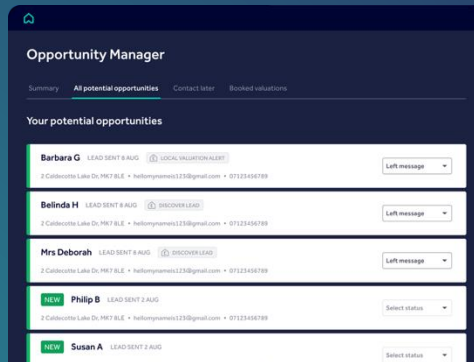 Opportunity Manager
Summary All potential opportunities Contact later Booked valuations
Your potential opportunities
Barbara G LEAD SENT 8 AUG LOCAL VALUATION ALERT
Left message
2 Caldecotte Lake Dr, MK7 8LE • hellomynameis123@gmail.com • 07123456789
Belinda H LEAD SENT 8 AUG DISCOVER LEAD
Left message
2 Caldecotte Lake Dr, MK7 8LE • hellomynameis123@gmail.com • 07123456789
Mrs Deborah LEAD SENT 8 AUG DISCOVER LEAD
Left message
2 Caldecotte Lake Dr, MK7 8LE • hellomynameis123@gmail.com • 07123456789
NEW Philip B LEAD SENT 2 AUG
Select status
2 Caldecotte Lake Dr, MK7 8LE • hellomynameis123@gmail.com • 07123456789
NEW Susan A LEAD SENT 2 AUG
Select status